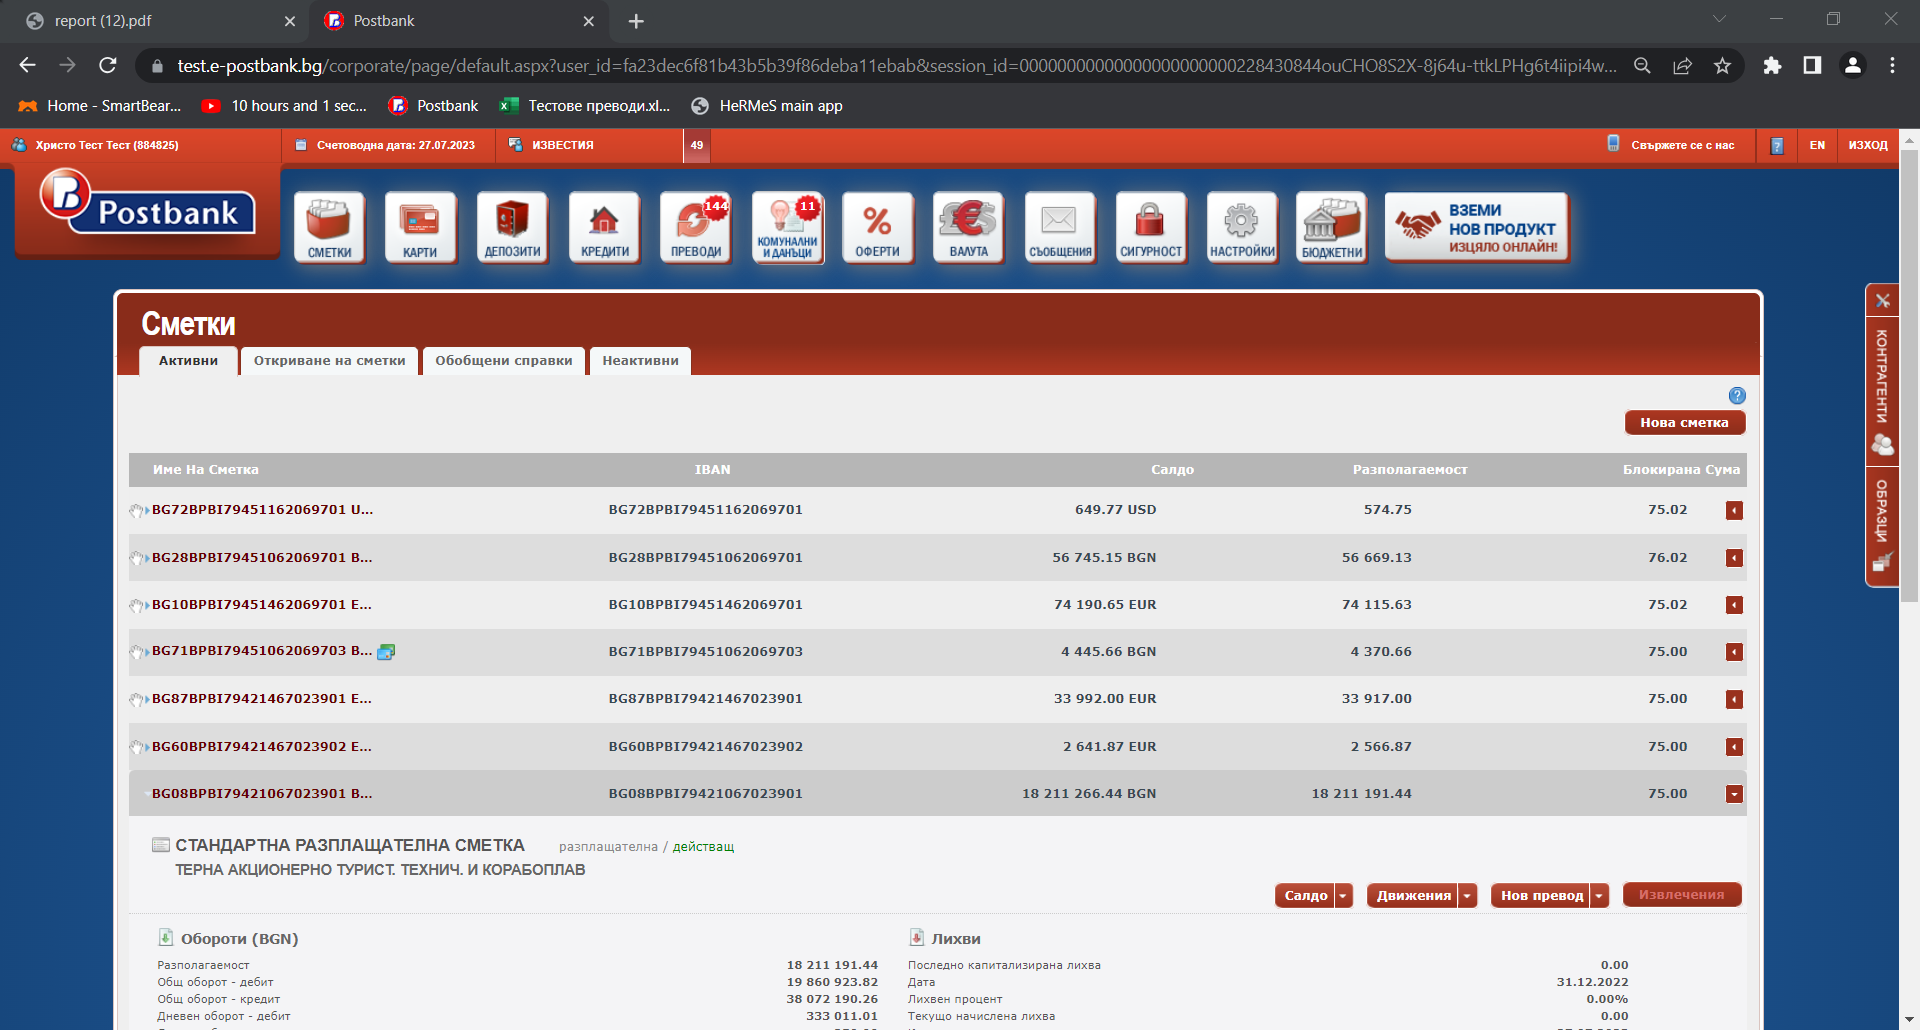 report (12).pdf
Postbank
test.e-postbank.bg/corporate/page/default.aspx?user_id=fa23dec6f81b43b5b39f86deba11ebab&session_id=
Home - SmartBear...
10 hours and 1 sec...
Postbank
Тестове преводи.xl...
HeRMeS main app
Христо Тест Тест (884825)
Счетоводна дата: 27.07.2023
ИЗВЕСТИЯ
49
Свържете се с нас
EN
ИЗХОД
Postbank
СМЕТКИ
КАРТИ
ДЕПОЗИТИ
КРЕДИТИ
144
ПРЕВОДИ
11
КОМУНАЛНИ
И ДАНЪЦИ
%
ОФЕРТИ
ВАЛУТА
СЪОБЩЕНИЯ
СИГУРНОСТ
НАСТРОЙКИ
БЮДЖЕТНИ
ВЗЕМИ
НОВ ПРОДУКТ
ИЗЦЯЛО ОНЛАЙН!
КОНТРАГЕНТИ
ОБРАЗЦИ
Сметки
Активни
Откриване на сметки
Обобщени справки
Неактивни
?
Нова сметка
Име На Сметка IBAN Салдо Разполагаемост Блокирана Сума
BG72BPBI79451162069701 U... BG72BPBI79451162069701 649.77 USD 574.75 75.02
BG28BPBI79451062069701 B... BG28BPBI79451062069701 56 745.15 BGN 56 669.13 76.02
BG10BPBI79451462069701 E... BG10BPBI79451462069701 74 190.65 EUR 74 115.63 75.02
BG71BPBI79451062069703 B... BG71BPBI79451062069703 4 445.66 BGN 4 370.66 75.00
BG87BPBI79421467023901 E... BG87BPBI79421467023901 33 992.00 EUR 33 917.00 75.00
BG60BPBI79421467023902 E... BG60BPBI79421467023902 2 641.87 EUR 2 566.87 75.00
BG08BPBI79421067023901 B... BG08BPBI79421067023901 18 211 266.44 BGN 18 211 191.44 75.00
СТАНДАРТНА РАЗПЛАЩАТЕЛНА СМЕТКА разплащателна / действащ
ТЕРНА АКЦИОНЕРНО ТУРИСТ. ТЕХНИЧ. И КОРАБОПЛАВ
Салдо
Движения
Нов превод
Извлечения
Обороти (BGN)
Разполагаемост 18 211 191.44
Общ оборот - дебит 19 860 923.82
Общ оборот - кредит 38 072 190.26
Дневен оборот - дебит 333 011.01
Лихви
Последно капитализирана лихва 0.00
Дата 31.12.2022
Лихвен процент 0.00%
Текущо начислена лихва 0.00